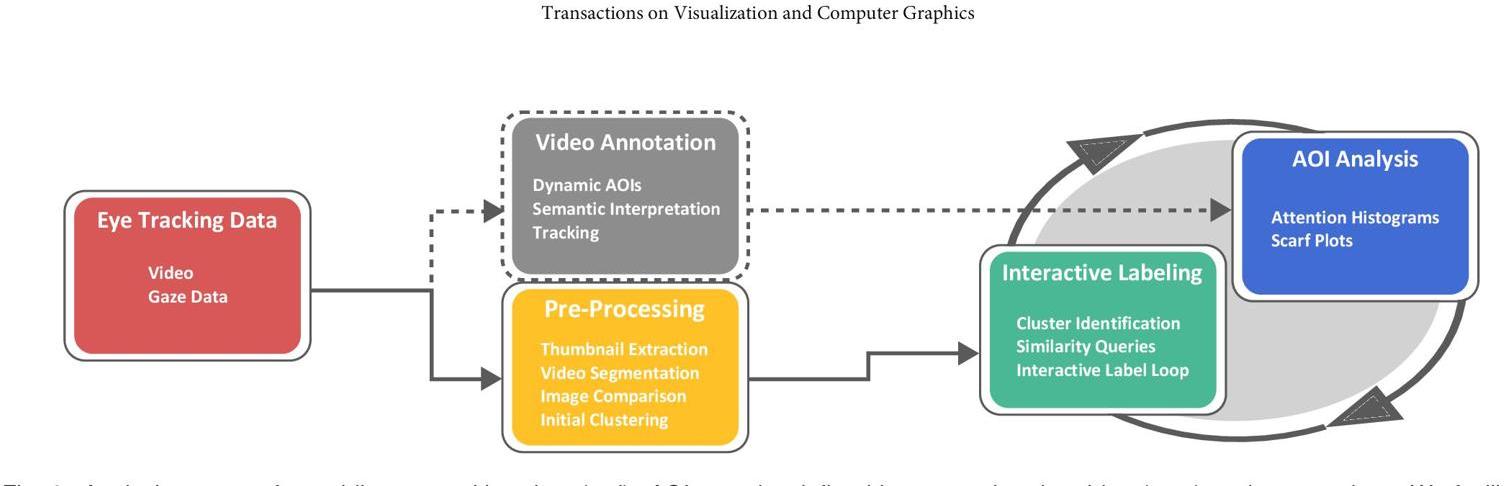 Transactions on Visualization and Computer Graphics
Eye Tracking Data
Video
Gaze Data
Video Annotation
Dynamic AOIs
Semantic Interpretation
Tracking
Pre-Processing
Thumbnail Extraction
Video Segmentation
Image Comparison
Initial Clustering
Interactive Labeling
Cluster Identification
Similarity Queries
Interactive Label Loop
AOI Analysis
Attention Histograms
Scarf Plots